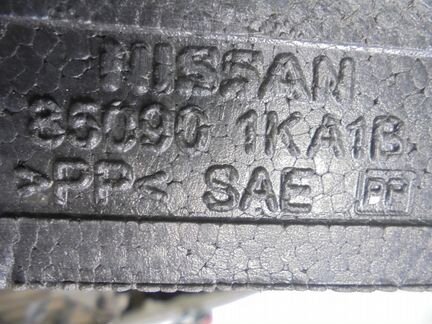 NISSAN
85090 1KA1B
>PP< SAE PP